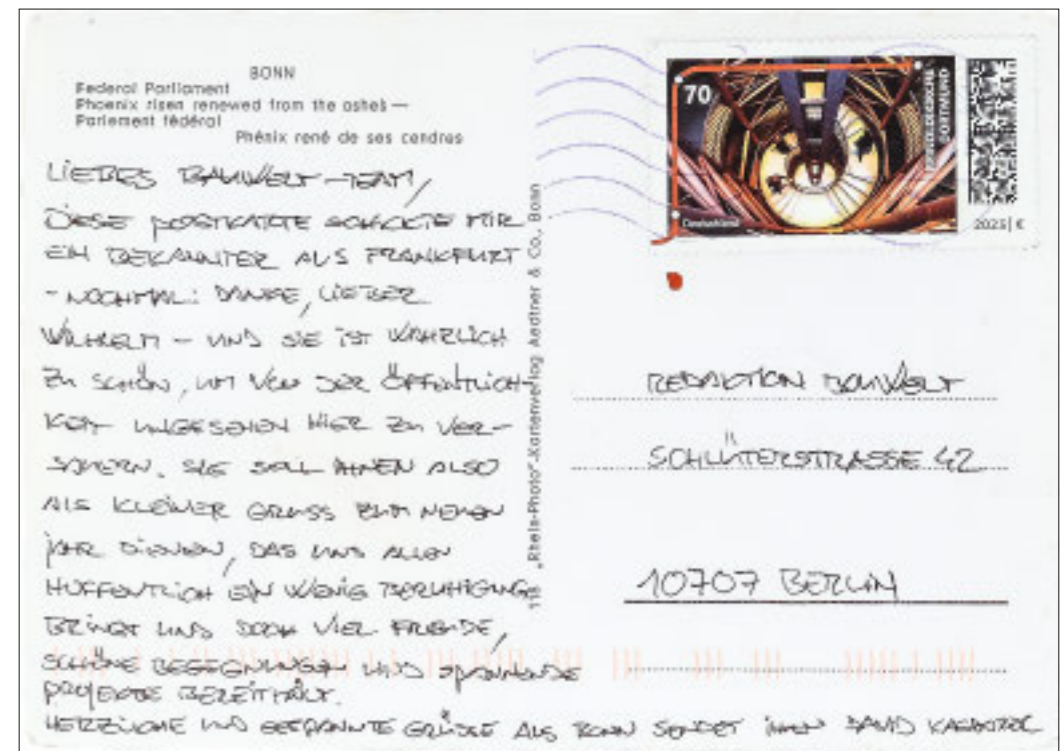 BONN
Federal Parliament
Phoenix risen renewed from the ashes —
Parlement fédéral
Phénix rené de ses cendres
LIEBES BAUWELT-TEAM,
DIESE POSTKARTE SCHICKTE MIR
EIN BEKANNTER AUS FRANKFURT
- NOCHMAL: DANKE, LIEBER
WILHELM - UND SIE IST WAHRLICH
ZU SCHÖN, UM VON DER ÖFFENTLICH-
KEIT UNGESEHEN HIER ZU VER-
SAUERN. SIE SOLL IHNEN ALSO
ALS KLEINER GRUSS ZUM NEUEN
JAHR DIENEN, DAS UNS ALLEN
HOFFENTLICH EIN WENIG BERUHIGUNG
BRINGT UND DOCH VIEL FREUDE,
SCHÖNE BEGEGNUNGEN UND SPANNENDE
PROJEKTE BEREITHÄLT.
HERZLICHE UND GESPANNTE GRÜSSE AUS BONN SENDET IHNEN DAVID
118 „Rhein-Photo"-Kartenverlag Aedtner & Co., Bonn
70
DORTMUND
Deutschland
2023 | €
REDAKTION BAUWELT
SCHLÜTERSTRASSE 42
10707 BERLIN